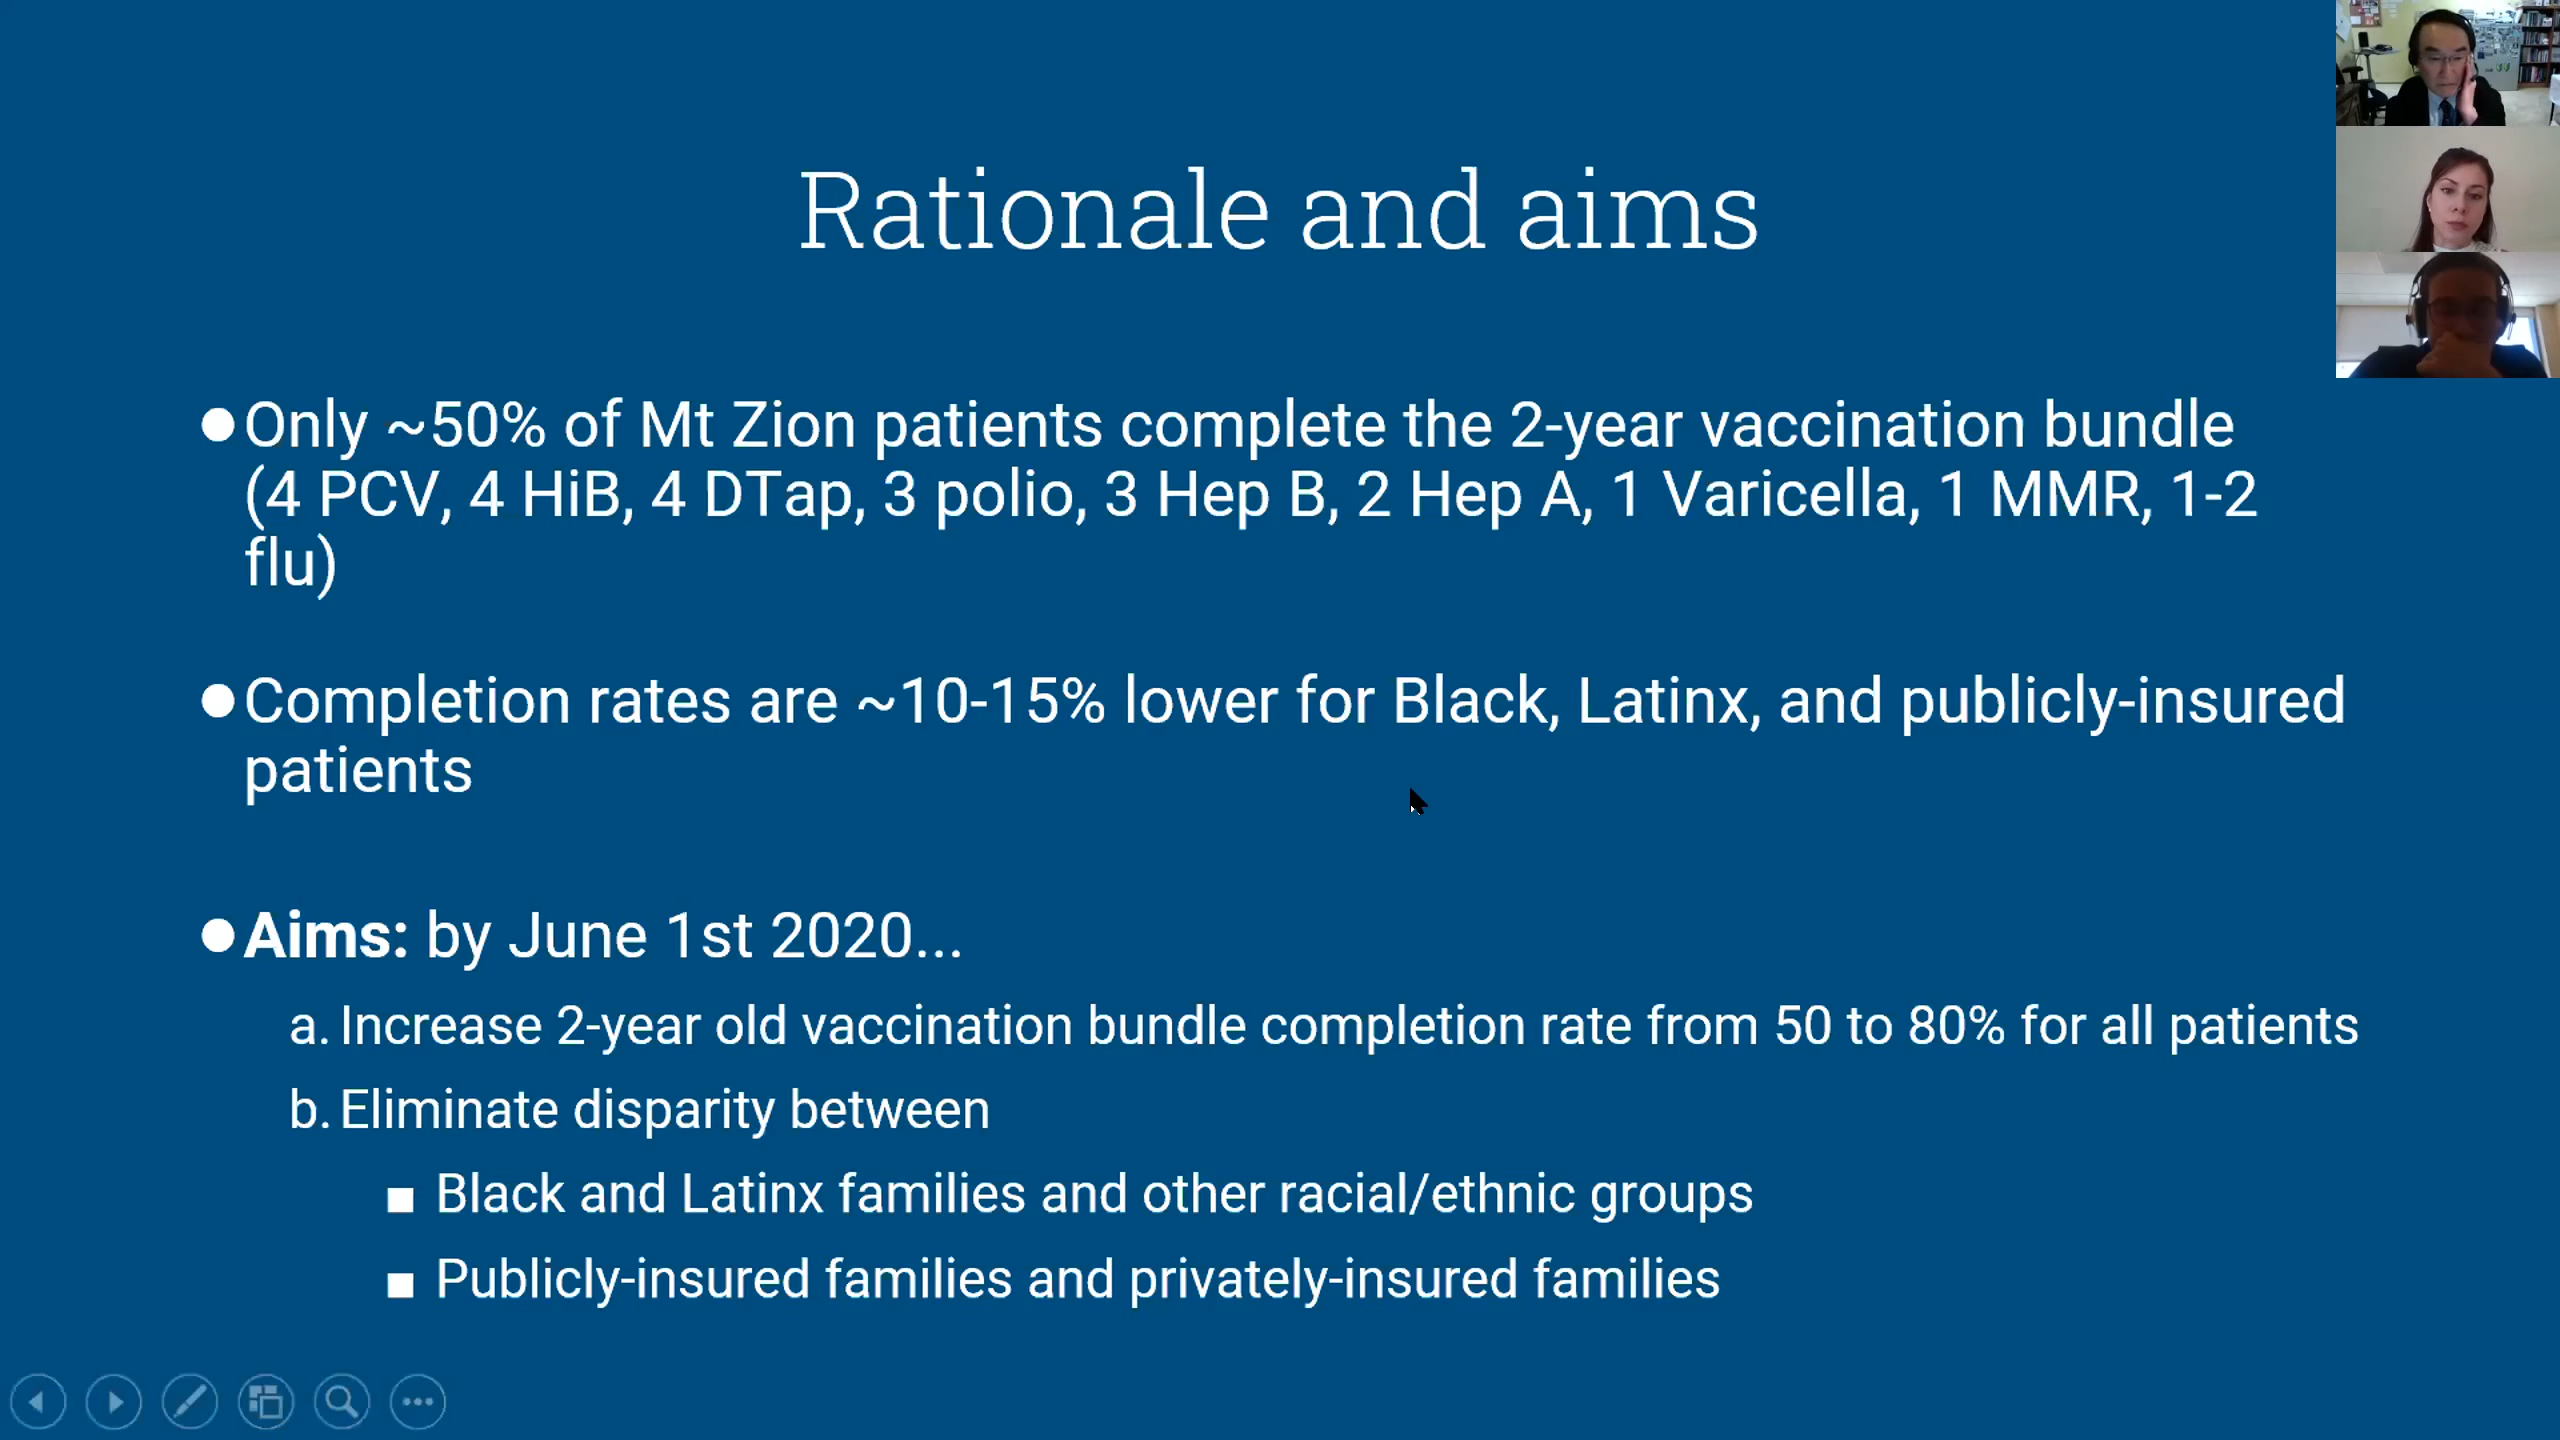 Rationale and aims
Only ~50% of Mt Zion patients complete the 2-year vaccination bundle
(4 PCV, 4 HiB, 4 DTap, 3 polio, 3 Hep B, 2 Hep A, 1 Varicella, 1 MMR, 1-2
flu)
Completion rates are ~10-15% lower for Black, Latinx, and publicly-insured
patients
Aims: by June 1st 2020...
a. Increase 2-year old vaccination bundle completion rate from 50 to 80% for all patients
b. Eliminate disparity between
Black and Latinx families and other racial/ethnic groups
Publicly-insured families and privately-insured families